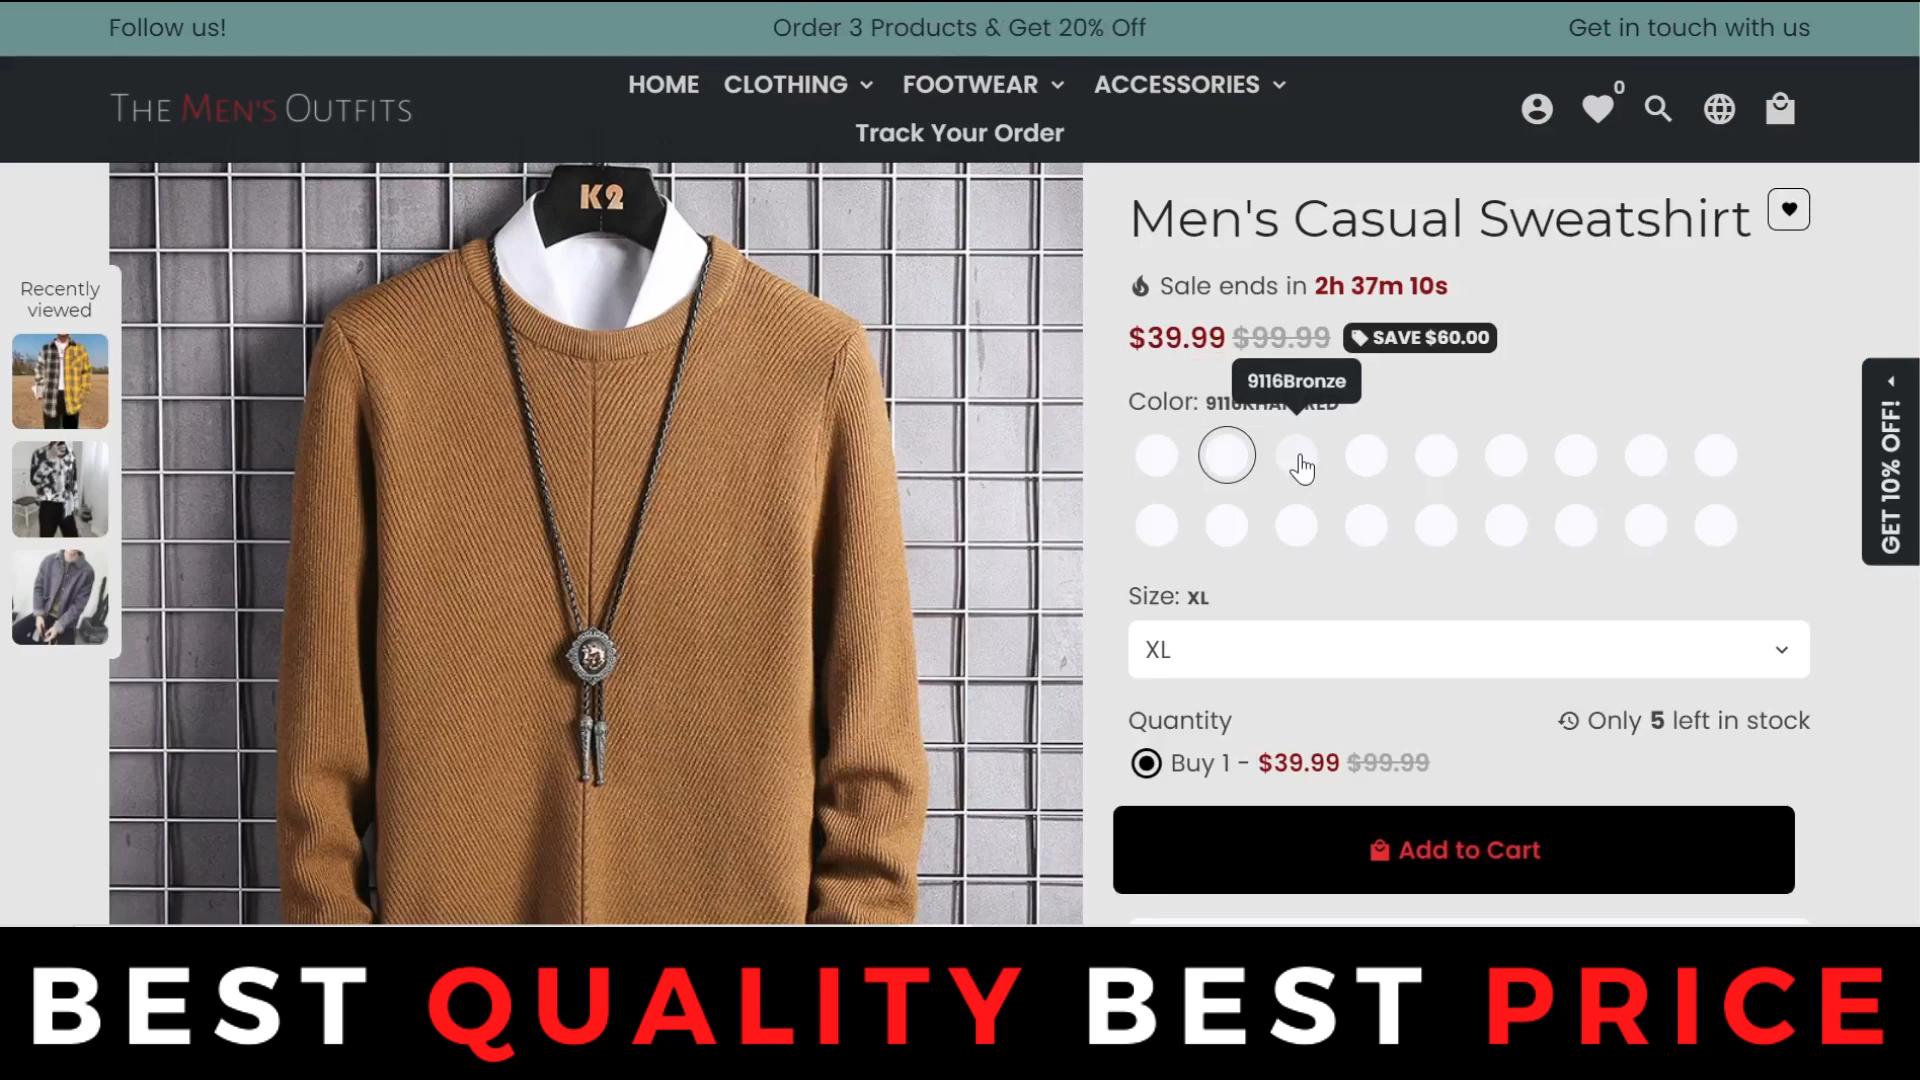 Follow us!
Order 3 Products & Get 20% Off
Get in touch with us
THE MEN'S OUTFITS
HOME CLOTHING FOOTWEAR ACCESSORIES
Track Your Order
0
K2
Recently
viewed
Men's Casual Sweatshirt
Sale ends in 2h 37m 10s
$39.99 $99.99 SAVE $60.00
9116Bronze
Color:
Size: XL
XL
Quantity
Only 5 left in stock
Buy 1 - $39.99 $99.99
Add to Cart
GET 10% OFF!
BEST QUALITY BEST PRICE